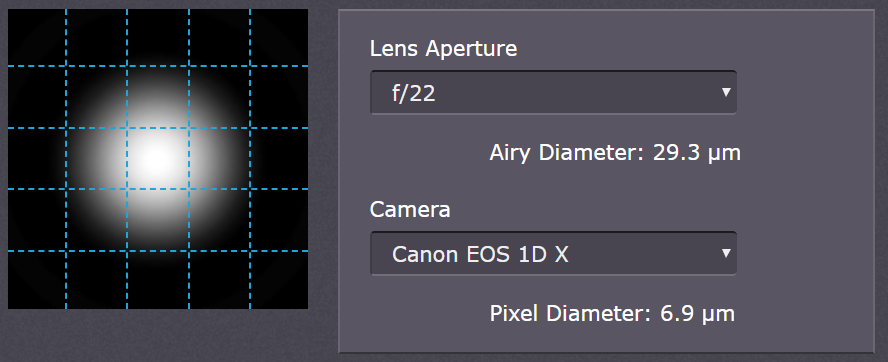 Lens Aperture
f/22
Airy Diameter: 29.3 µm
Camera
Canon EOS 1D X
Pixel Diameter: 6.9 µm